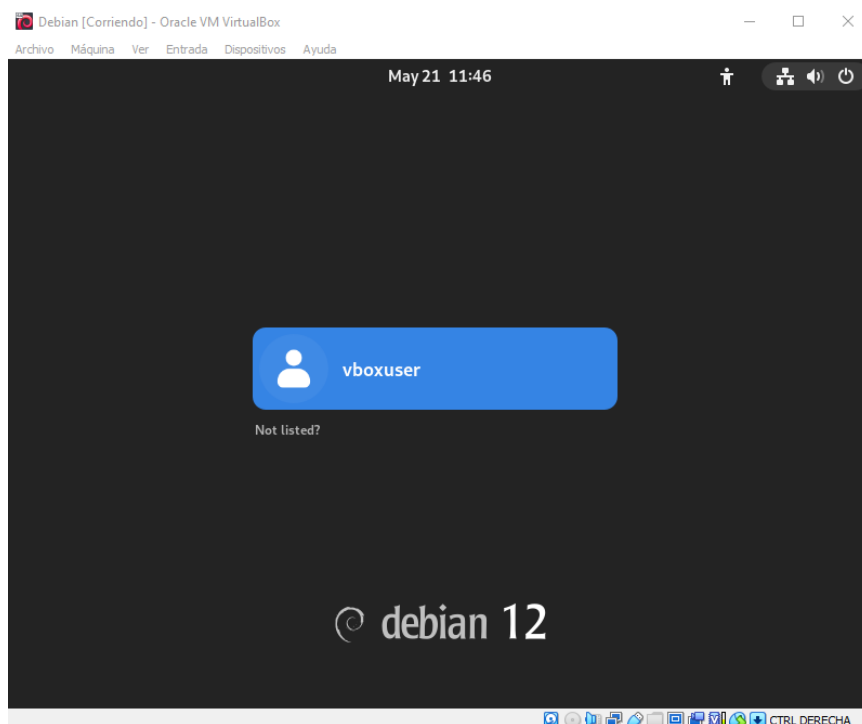 Debian [Corriendo] - Oracle VM VirtualBox
Archivo Máquina Ver Entrada Dispositivos Ayuda
May 21 11:46
vboxuser
Not listed?
debian 12
CTRL DERECHA